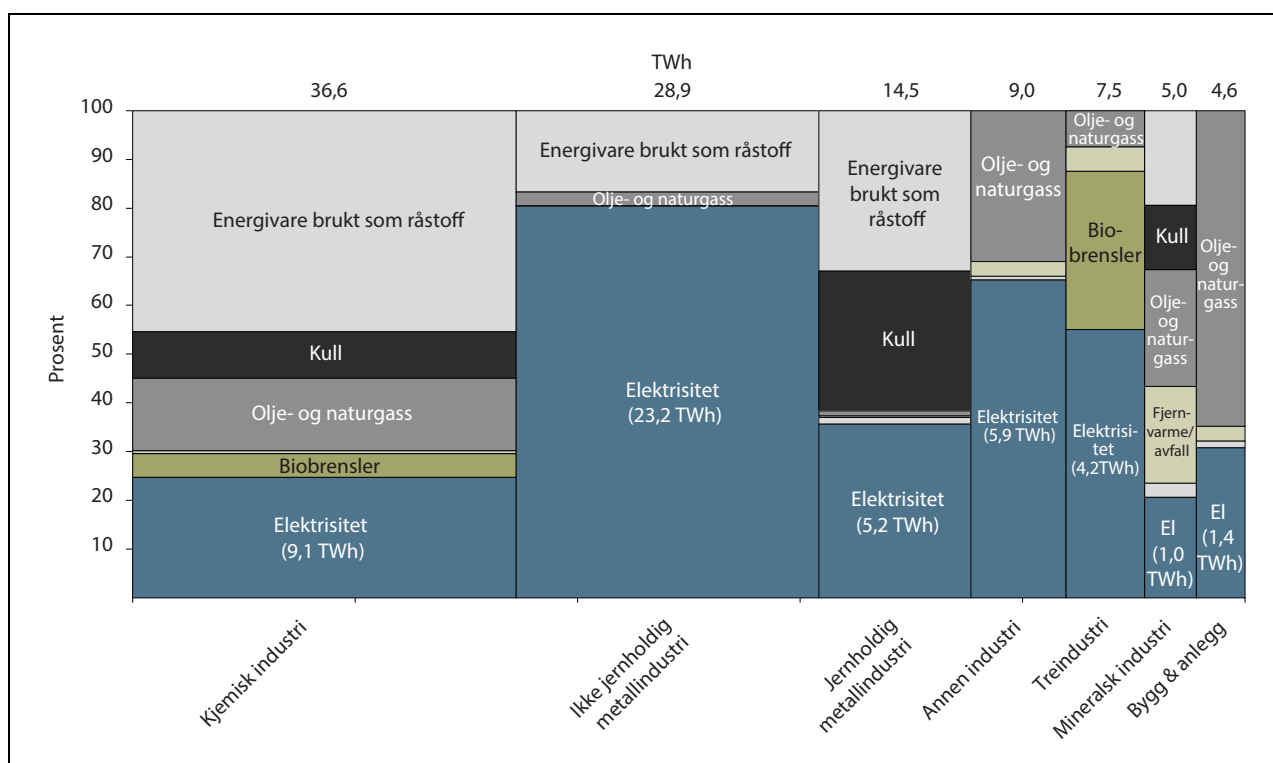 TWh
36,6 28,9 14,5 9,0 7,5 5,0 4,6
Prosent
100
90
80
70
60
50
40
30
20
10
Energivare brukt som råstoff
Kull
Olje- og naturgass
Biobrensler
Elektrisitet
(9,1 TWh)
Energivare brukt som råstoff
Olje- og naturgass
Elektrisitet
(23,2 TWh)
Energivare
brukt som
råstoff
Kull
Elektrisitet
(5,2 TWh)
Olje- og
naturgass
Elektrisitet
(5,9 TWh)
Olje- og
naturgass
Bio-
brensler
Elektrisi-
tet
(4,2TWh)
Kull
Olje-
og
natur-
gass
Fjern-
varme/
avfall
El
(1,0
TWh)
Olje-
og
natur-
gass
El
(1,4
TWh)
Kjemisk industri
Ikke jernholdig
metallindustri
Jernholdig
metallindustri
Annen industri
Treindustri
Mineralsk industri
Bygg & anlegg